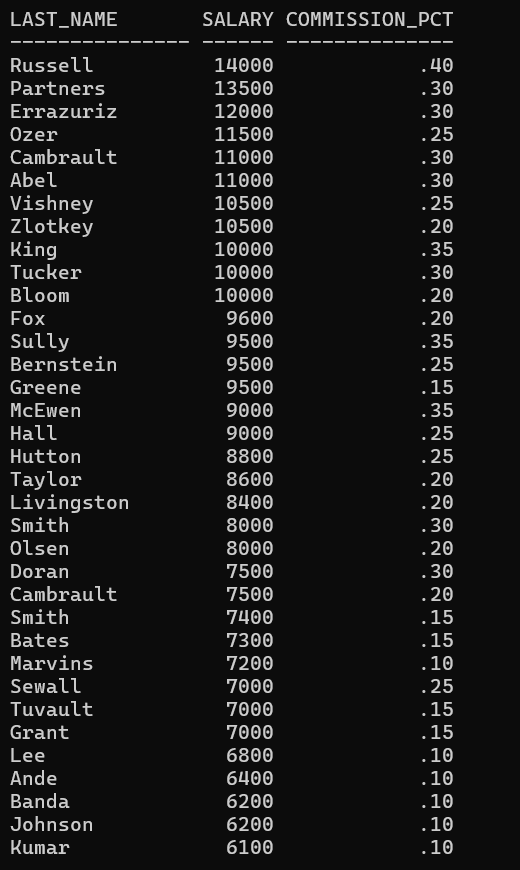 LAST_NAME       SALARY COMMISSION_PCT
--------------- ------ --------------
Russell          14000            .40
Partners         13500            .30
Errazuriz        12000            .30
Ozer             11500            .25
Cambrault        11000            .30
Abel             11000            .30
Vishney          10500            .25
Zlotkey          10500            .20
King             10000            .35
Tucker           10000            .30
Bloom            10000            .20
Fox               9600            .20
Sully             9500            .35
Bernstein         9500            .25
Greene            9500            .15
McEwen            9000            .35
Hall              9000            .25
Hutton            8800            .25
Taylor            8600            .20
Livingston        8400            .20
Smith             8000            .30
Olsen             8000            .20
Doran             7500            .30
Cambrault         7500            .20
Smith             7400            .15
Bates             7300            .15
Marvins           7200            .10
Sewall            7000            .25
Tuvault           7000            .15
Grant             7000            .15
Lee               6800            .10
Ande              6400            .10
Banda             6200            .10
Johnson           6200            .10
Kumar             6100            .10